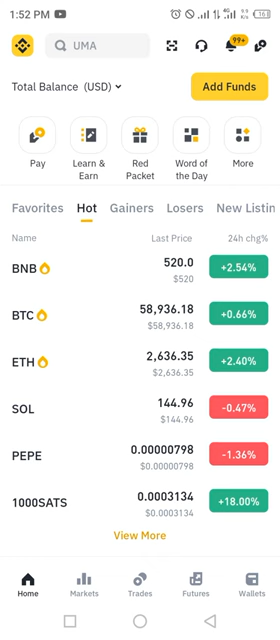 1:52 PM
4G
9.9
K/s
16
UMA
99+
Total Balance (USD)
Add Funds
Pay
Learn &
Earn
Red
Packet
Word of
the Day
More
Favorites Hot Gainers Losers New Listin
Name Last Price 24h chg%
BNB 520.0 +2.54%
$520
BTC 58,936.18 +0.66%
$58,936.18
ETH 2,636.35 +2.40%
$2,636.35
SOL 144.96 -0.47%
$144.96
PEPE 0.00000798 -1.36%
$0.00000798
1000SATS 0.0003134 +18.00%
$0.0003134
View More
Home Markets Trades Futures Wallets